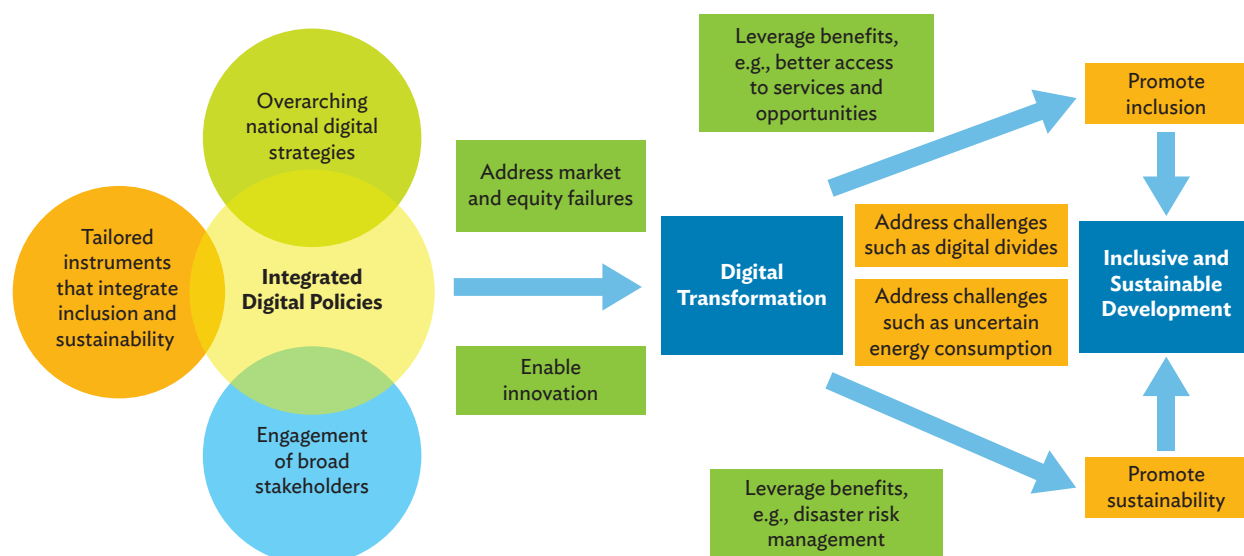 Overarching
national digital
strategies
Tailored
instruments
that integrate
inclusion and
sustainability
Integrated
Digital Policies
Engagement
of broad
stakeholders
Address market
and equity failures
Enable
innovation
Digital
Transformation
Leverage benefits,
e.g., better access
to services and
opportunities
Address challenges
such as digital divides
Address challenges
such as uncertain
energy consumption
Leverage benefits,
e.g., disaster risk
management
Promote
inclusion
Inclusive and
Sustainable
Development
Promote
sustainability